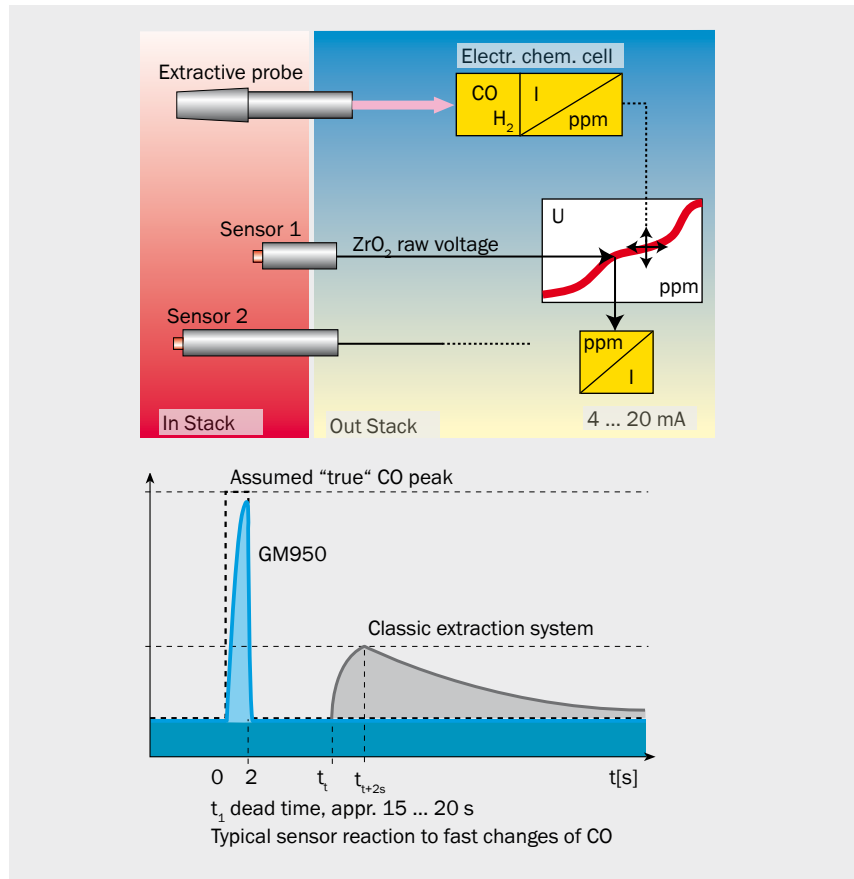 Electr. chem. cell
Extractive probe
CO
H₂
I
ppm
Sensor 1
ZrO₂ raw voltage
U
ppm
Sensor 2
ppm
I
In Stack
Out Stack
4 ... 20 mA
Assumed “true“ CO peak
GM950
Classic extraction system
0 2 tₜ tₜ₊₂ₛ t[s]
t₁ dead time, appr. 15 ... 20 s
Typical sensor reaction to fast changes of CO